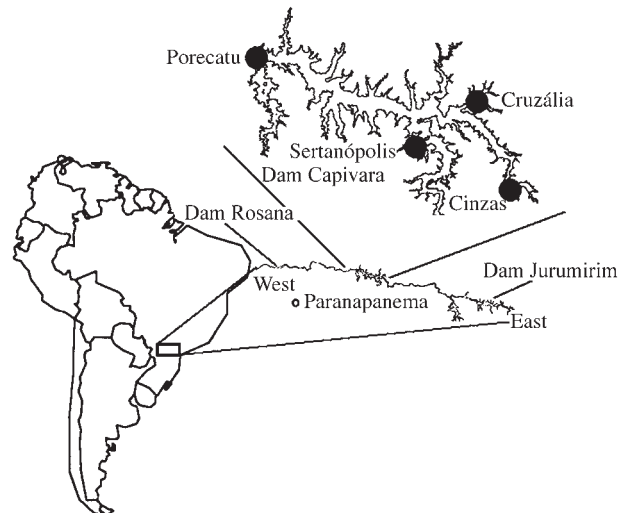 Porecatu
Cruzália
Sertanópolis
Dam Capivara
Cinzas
Dam Rosana
West
Dam Jurumirim
Paranapanema
East